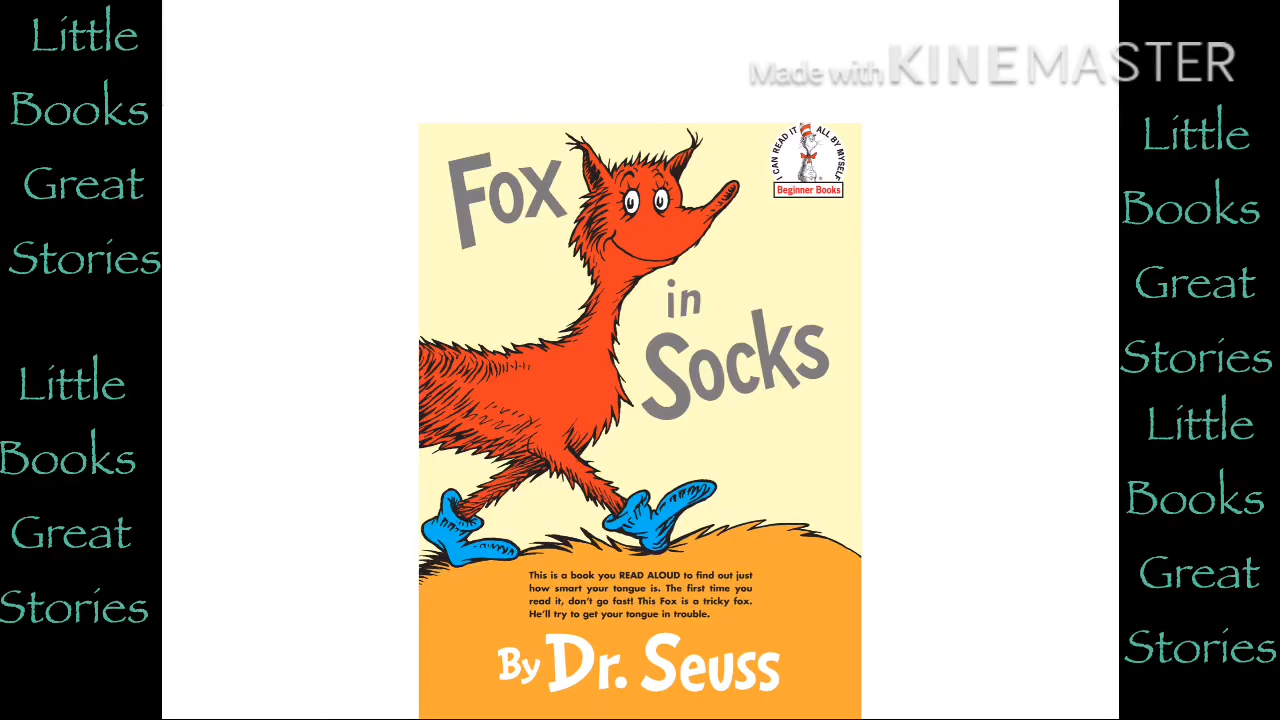 Little
Books
Great
Stories
Little
Books
Great
Stories
Made with KINEMASTER
Fox
in
Socks
I CAN READ IT ALL BY MYSELF
Beginner Books
This is a book you READ ALOUD to find out just
how smart your tongue is. The first time you
read it, don't go fast! This Fox is a tricky fox.
He'll try to get your tongue in trouble.
By Dr. Seuss
Little
Books
Great
Stories
Little
Books
Great
Stories